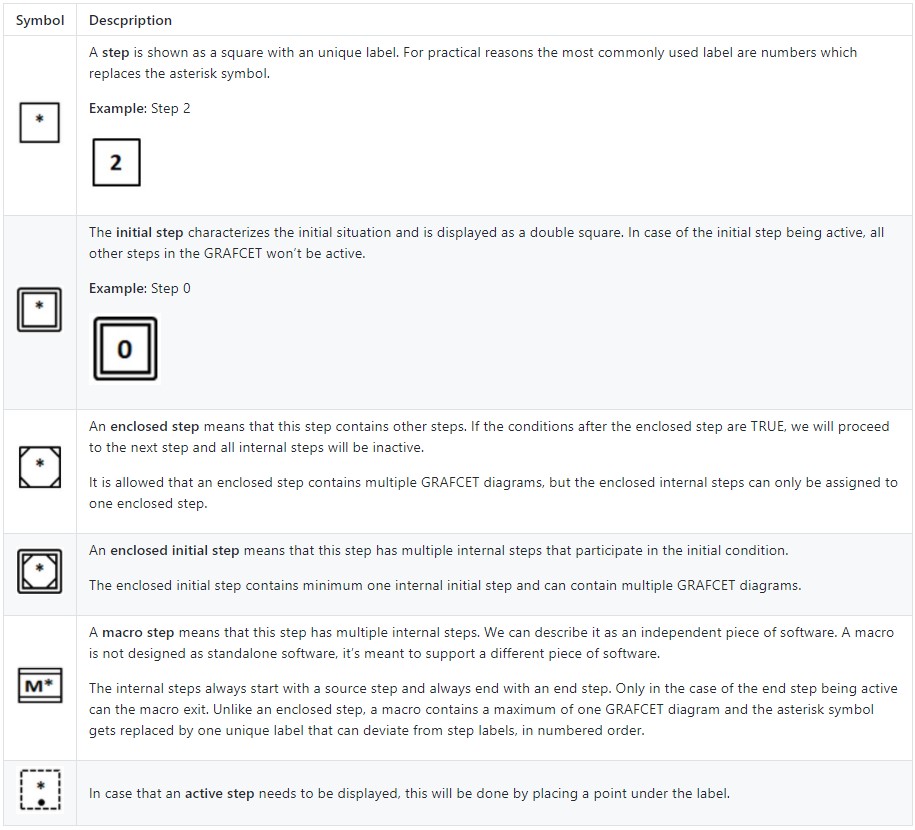 Symbol Descpription
A step is shown as a square with an unique label. For practical reasons the most commonly used label are numbers which
replaces the asterisk symbol.
*
Example: Step 2
2
The initial step characterizes the initial situation and is displayed as a double square. In case of the initial step being active, all
other steps in the GRAFCET won't be active.
*
Example: Step 0
0
An enclosed step means that this step contains other steps. If the conditions after the enclosed step are TRUE, we will proceed
to the next step and all internal steps will be inactive.
*
It is allowed that an enclosed step contains multiple GRAFCET diagrams, but the enclosed internal steps can only be assigned to
one enclosed step.
An enclosed initial step means that this step has multiple internal steps that participate in the initial condition.
*
The enclosed initial step contains minimum one internal initial step and can contain multiple GRAFCET diagrams.
A macro step means that this step has multiple internal steps. We can describe it as an independent piece of software. A macro
is not designed as standalone software, it's meant to support a different piece of software.
M*
The internal steps always start with a source step and always end with an end step. Only in the case of the end step being active
can the macro exit. Unlike an enclosed step, a macro contains a maximum of one GRAFCET diagram and the asterisk symbol
gets replaced by one unique label that can deviate from step labels, in numbered order.
*
In case that an active step needs to be displayed, this will be done by placing a point under the label.